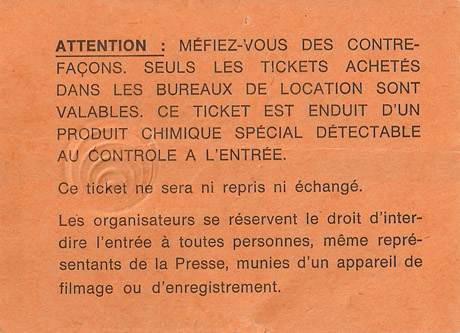 ATTENTION : MÉFIEZ-VOUS DES CONTRE-
FAÇONS. SEULS LES TICKETS ACHETÉS
DANS LES BUREAUX DE LOCATION SONT
VALABLES. CE TICKET EST ENDUIT D'UN
PRODUIT CHIMIQUE SPÉCIAL DÉTECTABLE
AU CONTROLE A L'ENTRÉE.
Ce ticket ne sera ni repris ni échangé.
Les organisateurs se réservent le droit d'inter-
dire l'entrée à toutes personnes, même repré-
sentants de la Presse, munies d'un appareil de
filmage ou d'enregistrement.